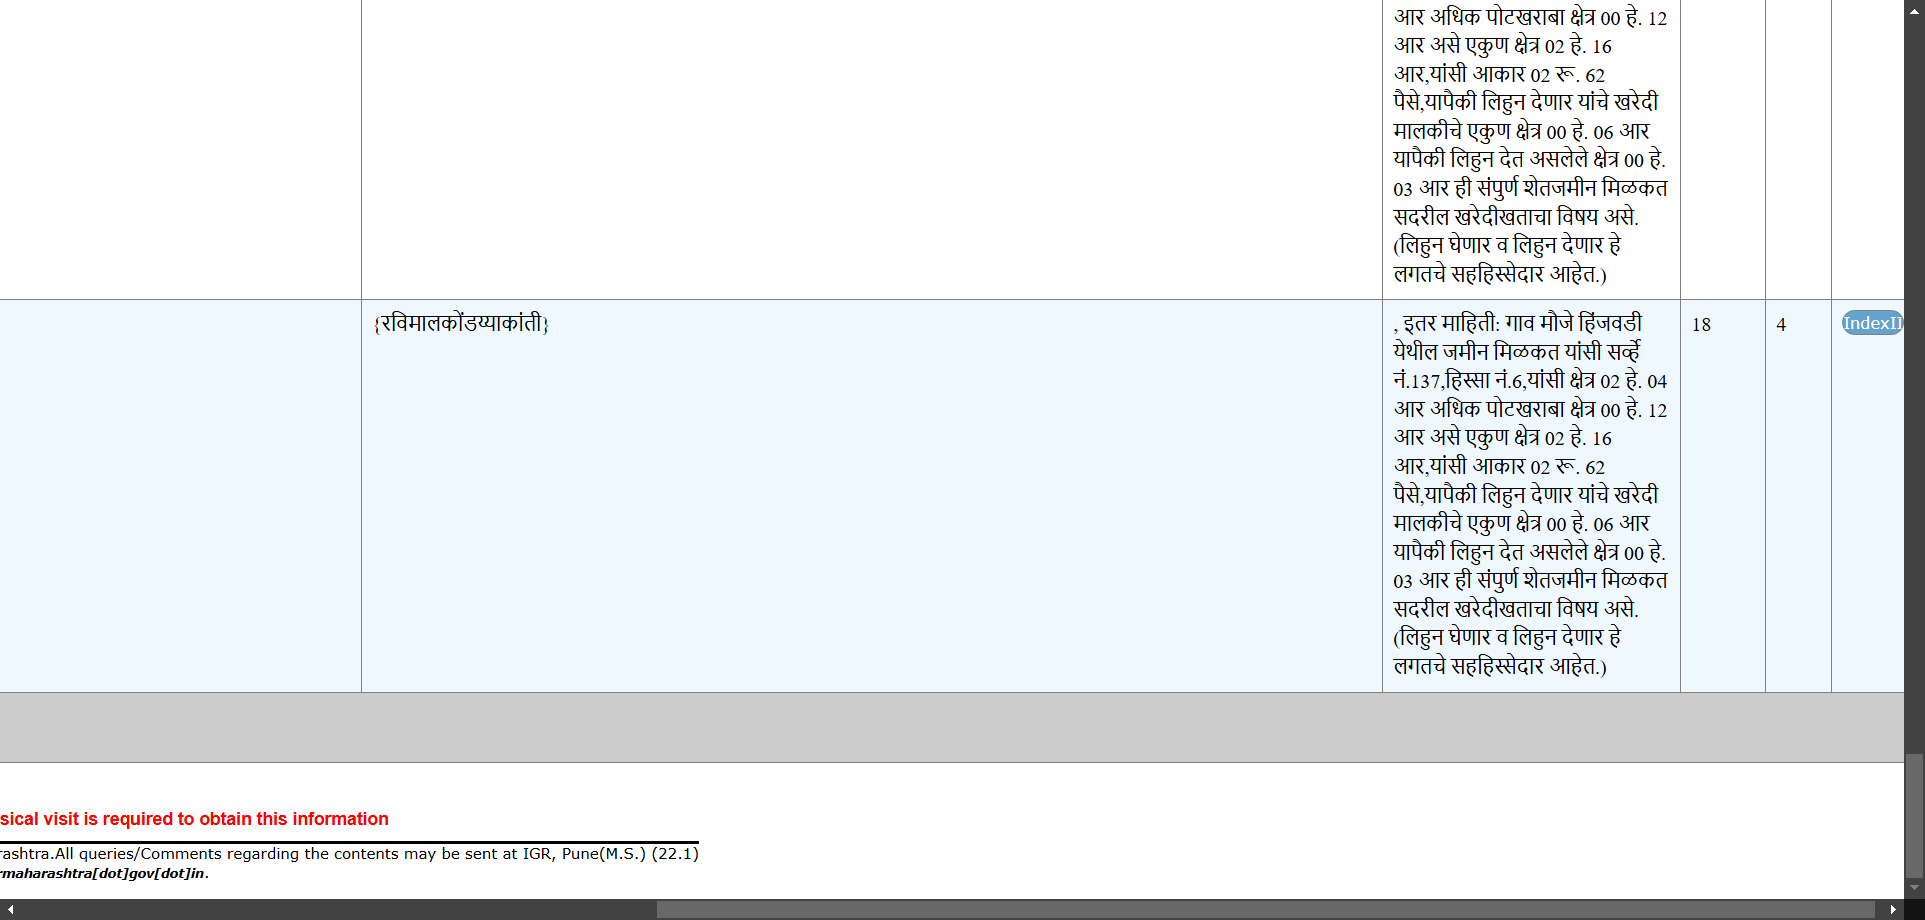 आर अधिक पोटखराबा क्षेत्र 00 हे. 12
आर असे एकुण क्षेत्र 02 हे. 16
आर,यांसी आकार 02 रू. 62
पैसे,यापैकी लिहुन देणार यांचे खरेदी
मालकीचे एकुण क्षेत्र 00 हे. 06 आर
यापैकी लिहुन देत असलेले क्षेत्र 00 हे.
03 आर ही संपुर्ण शेतजमीन मिळकत
सदरील खरेदीखताचा विषय असे.
(लिहुन घेणार व लिहुन देणार हे
लगतचे सहहिस्सेदार आहेत.)
{रविमालकोंडय्याकांती}
, इतर माहिती: गाव मौजे हिंजवडी
येथील जमीन मिळकत यांसी सर्व्हे
नं.137,हिस्सा नं.6,यांसी क्षेत्र 02 हे. 04
आर अधिक पोटखराबा क्षेत्र 00 हे. 12
आर असे एकुण क्षेत्र 02 हे. 16
आर,यांसी आकार 02 रू. 62
पैसे,यापैकी लिहुन देणार यांचे खरेदी
मालकीचे एकुण क्षेत्र 00 हे. 06 आर
यापैकी लिहुन देत असलेले क्षेत्र 00 हे.
03 आर ही संपुर्ण शेतजमीन मिळकत
सदरील खरेदीखताचा विषय असे.
(लिहुन घेणार व लिहुन देणार हे
लगतचे सहहिस्सेदार आहेत.)
18
4
IndexII
sical visit is required to obtain this information
rashtra.All queries/Comments regarding the contents may be sent at IGR, Pune(M.S.) (22.1)
rmaharashtra[dot]gov[dot]in.